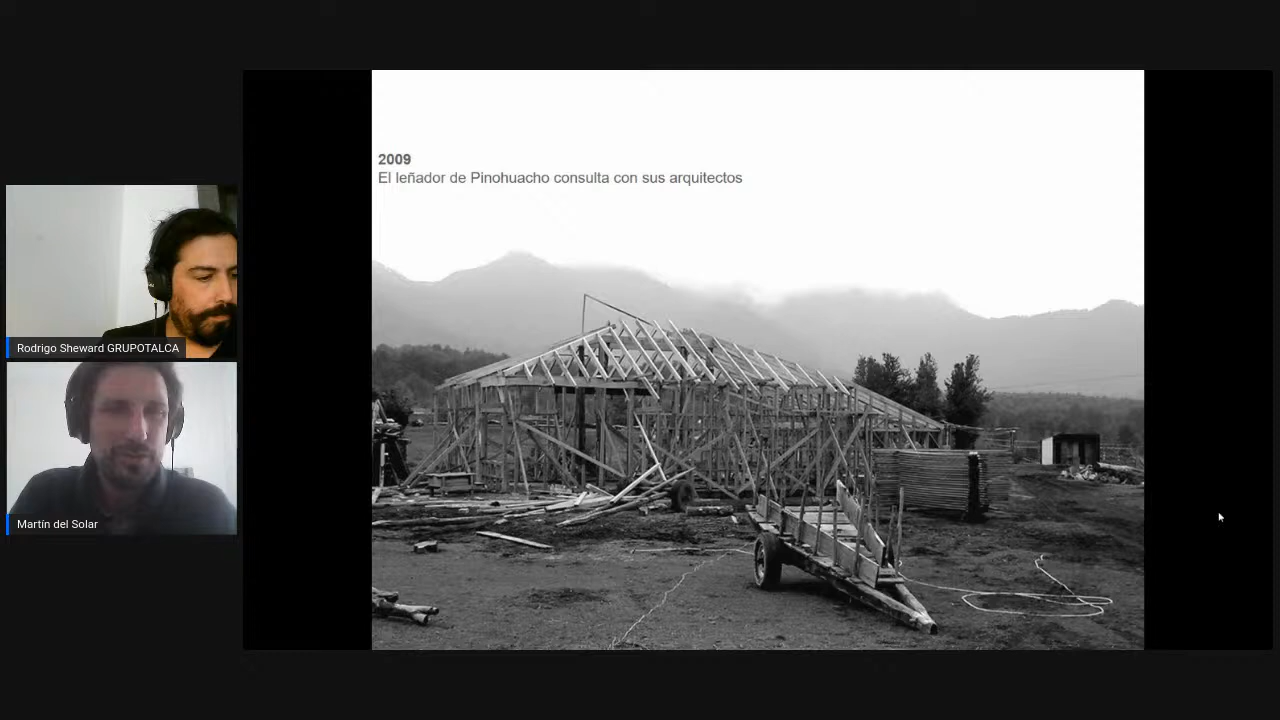 2009
El leñador de Pinohuacho consulta con sus arquitectos
Rodrigo Sheward GRUPOTALCA
Martín del Solar